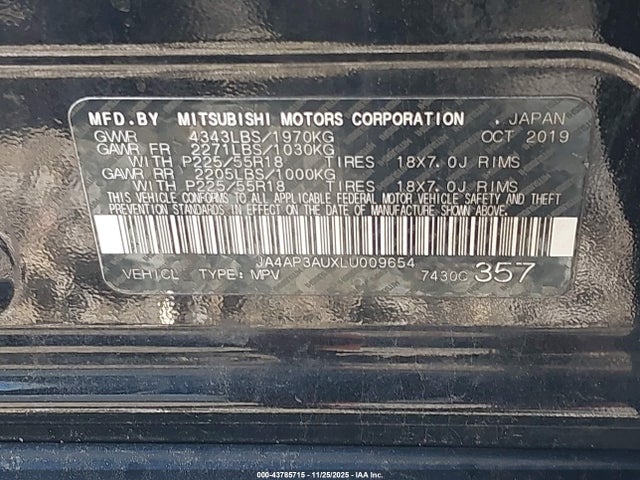 MFD.BY MITSUBISHI MOTORS CORPORATION . JAPAN
GVWR 4343LBS/1970KG OCT 2019
GAWR FR 2271LBS/1030KG
WITH P225/55R18 TIRES 18X7.0J RIMS
GAWR RR 2205LBS/1000KG
WITH P225/55R18 TIRES 18X7.0J RIMS
THIS VEHICLE CONFORMS TO ALL APPLICABLE FEDERAL MOTOR VEHICLE SAFETY AND THEFT
PREVENTION STANDARDS IN EFFECT ON THE DATE OF MANUFACTURE SHOWN ABOVE.
JA4AP3AUXLU009654
VEHICL TYPE: MPV 7430C 357
000-43785715 - 11/25/2025 - IAA Inc.